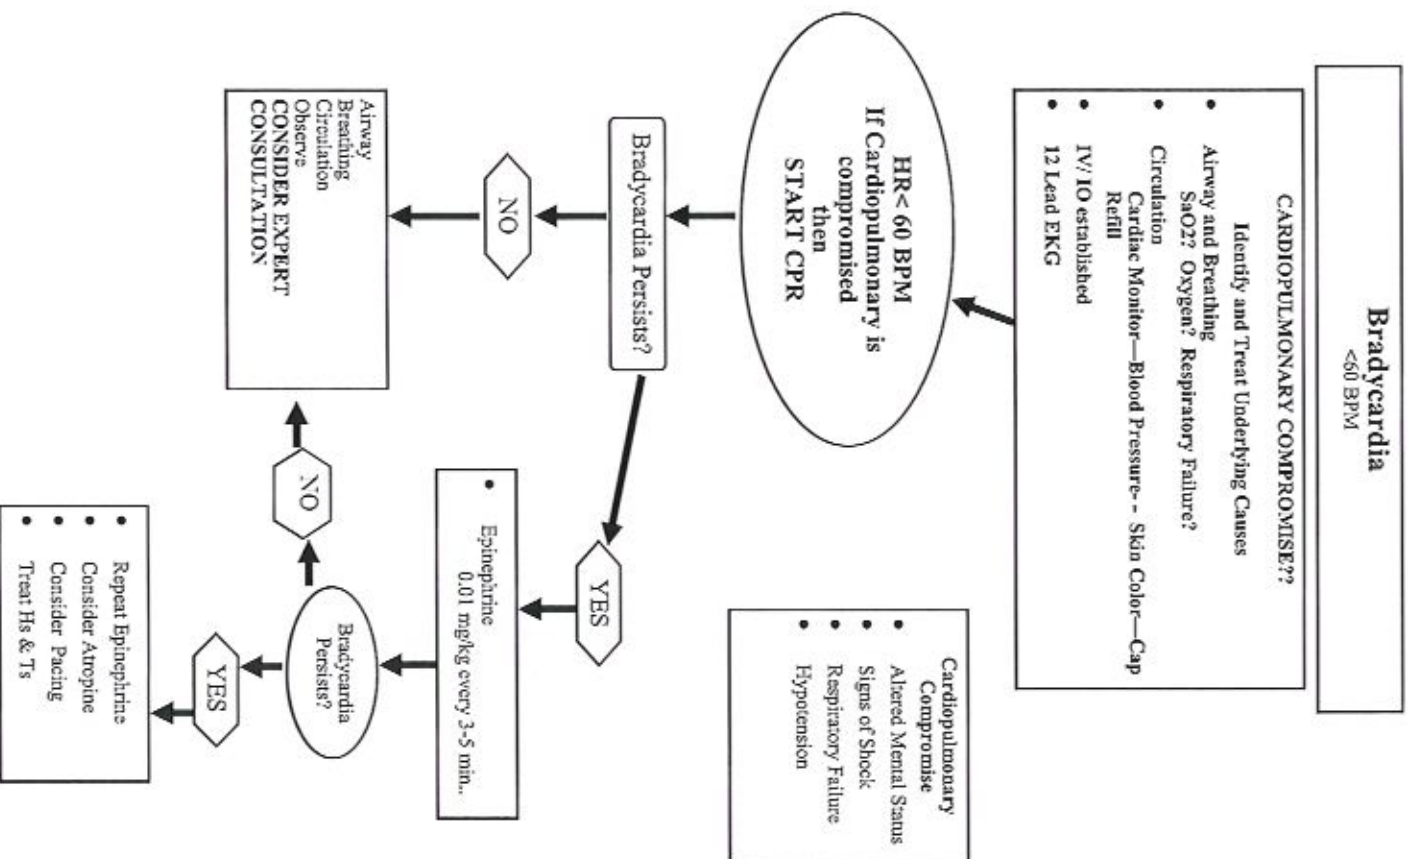 Bradycardia
<60 BPM
CARDIOPULMONARY COMPROMISE??
Identify and Treat Underlying Causes
• Airway and Breathing
SaO2? Oxygen? Respiratory Failure?
• Circulation
Cardiac Monitor—Blood Pressure- - Skin Color—Cap
Refill
• IV/ IO established
• 12 Lead EKG
HR< 60 BPM
If Cardiopulmonary is
compromised
then
START CPR
Cardiopulmonary
Compromise
• Altered Mental Status
• Signs of Shock
• Respiratory Failure
• Hypotension
Bradycardia Persists?
NO
YES
Airway
Breathing
Circulation
Observe
CONSIDER EXPERT
CONSULTATION
• Epinephrine
0.01 mg/kg every 3-5 min..
Bradycardia
Persists?
NO
YES
• Repeat Epinephrine
• Consider Atropine
• Consider Pacing
• Treat Hs & Ts